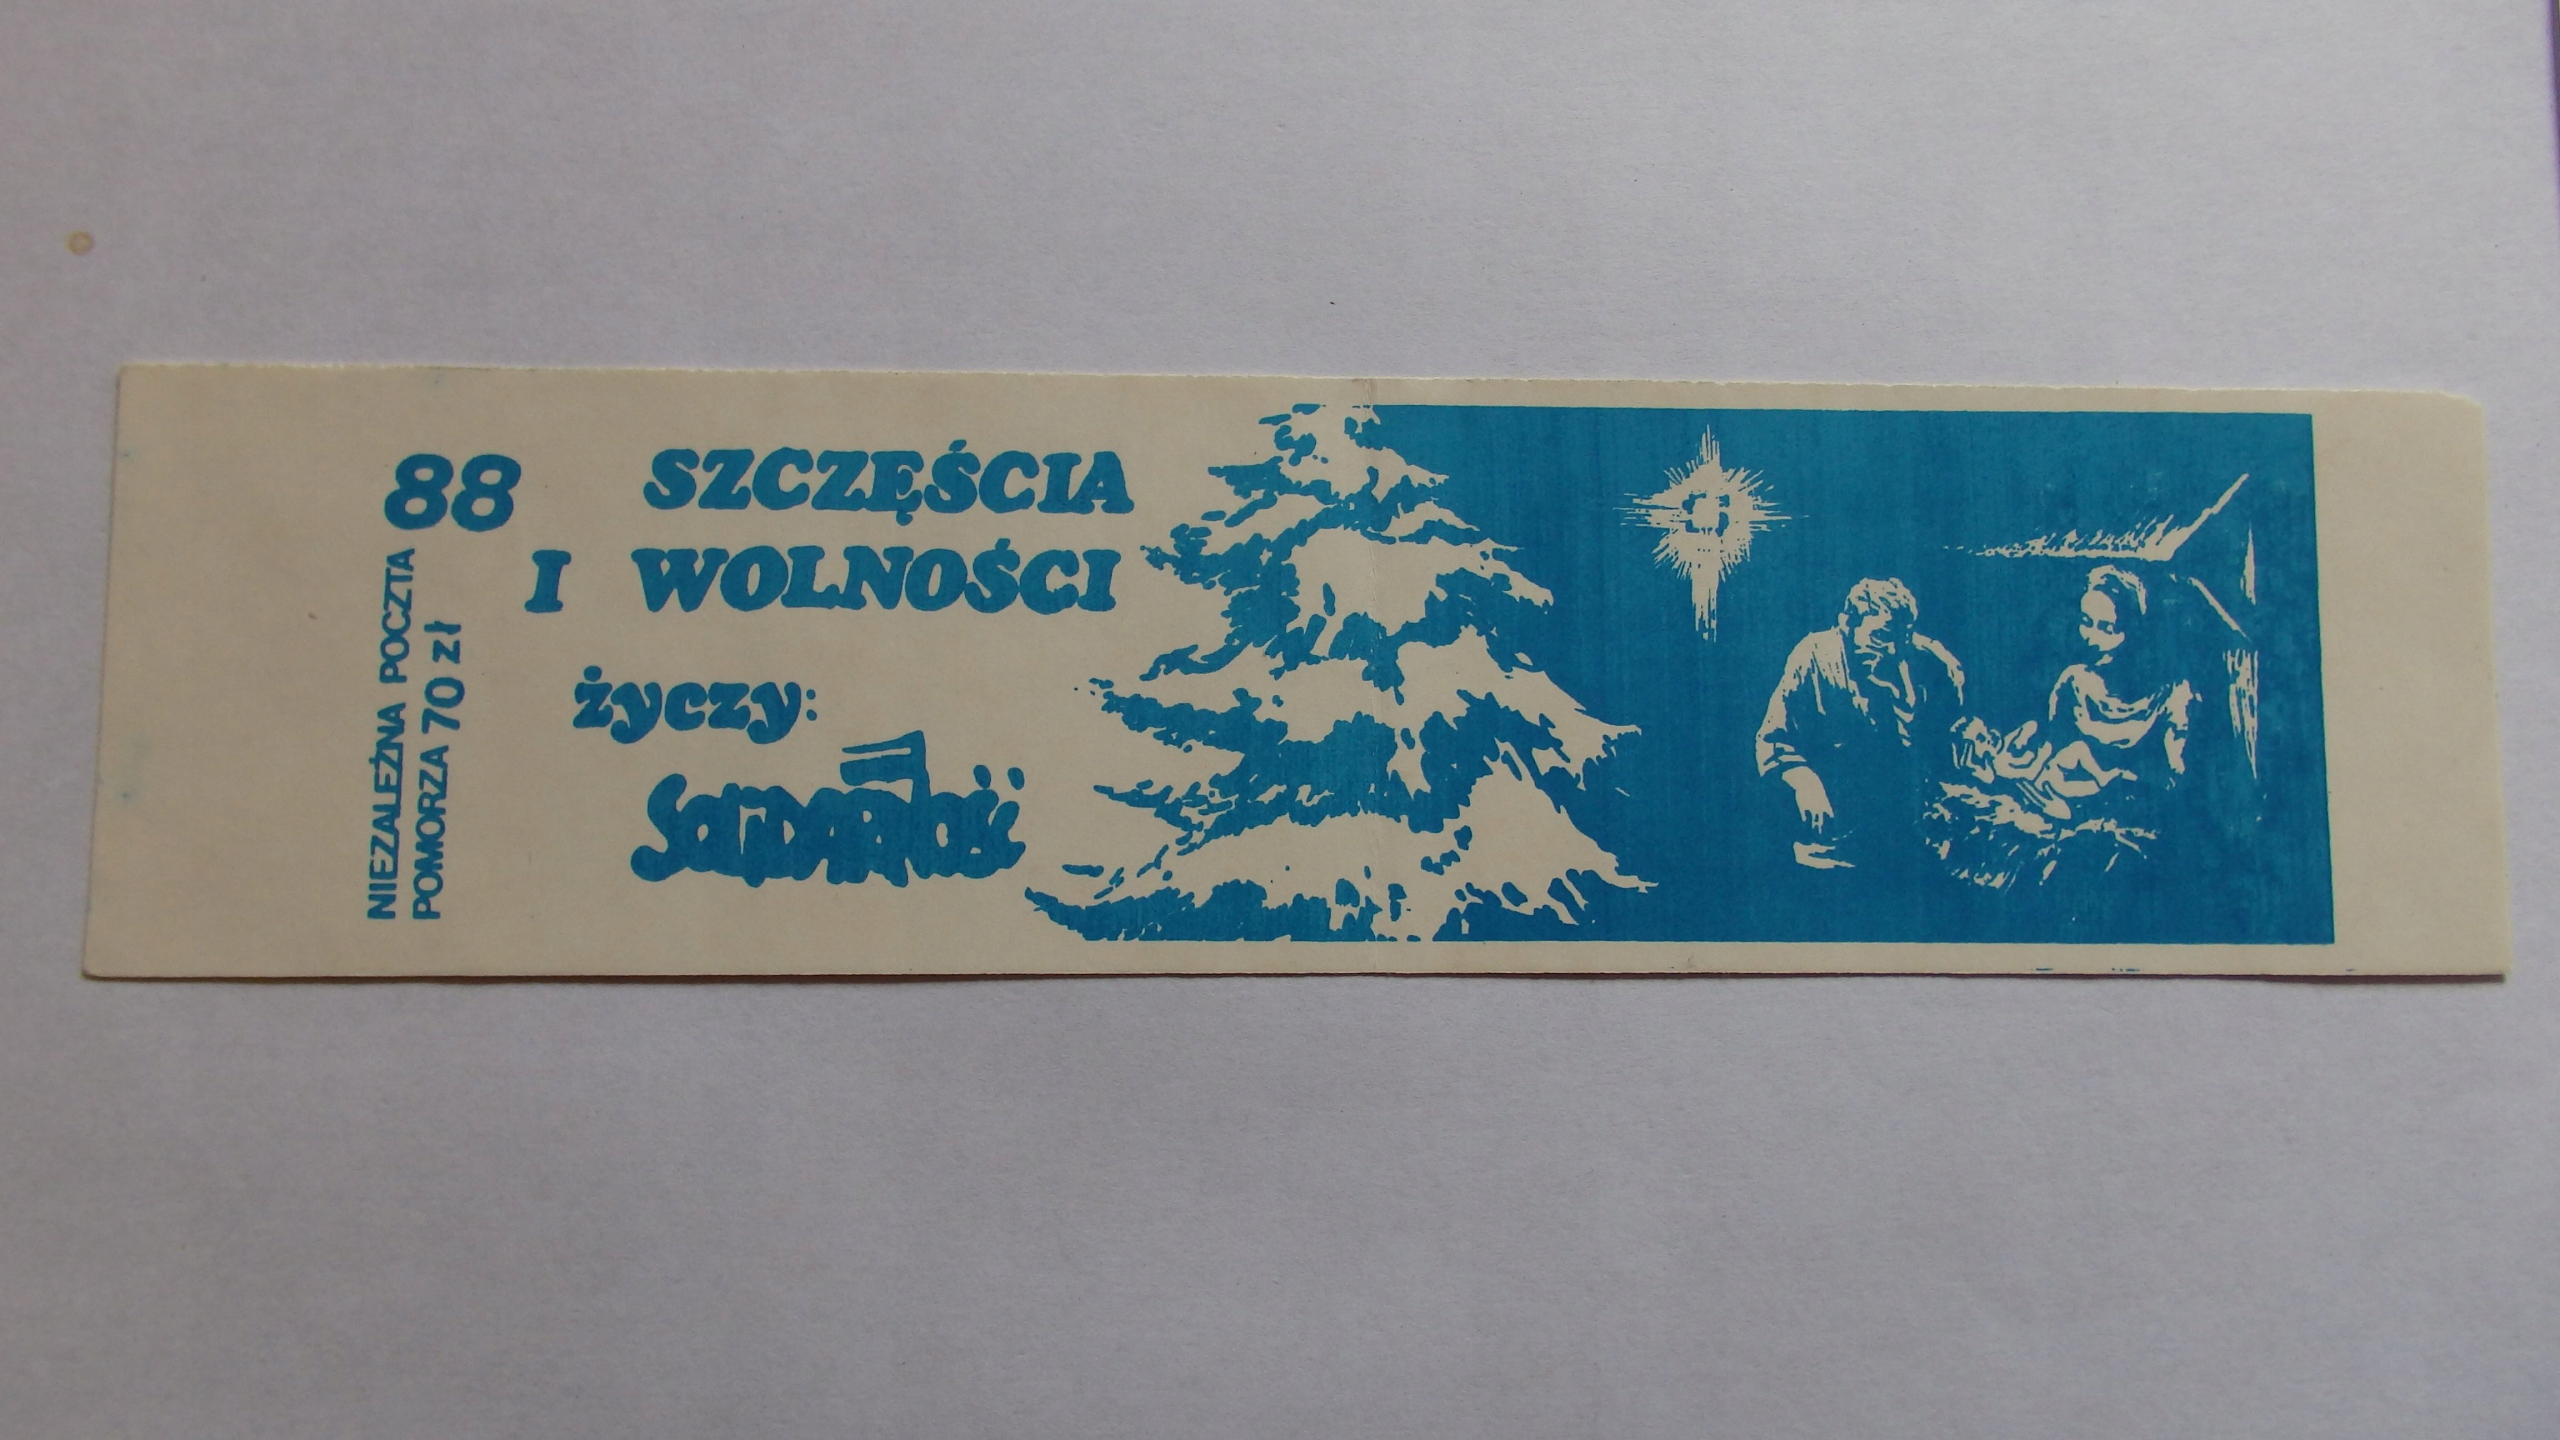 88
NIEZALEŻNA POCZTA
POMORZA 70 zł
SZCZĘŚCIA
I WOLNOŚCI
życzy:
Solidarność